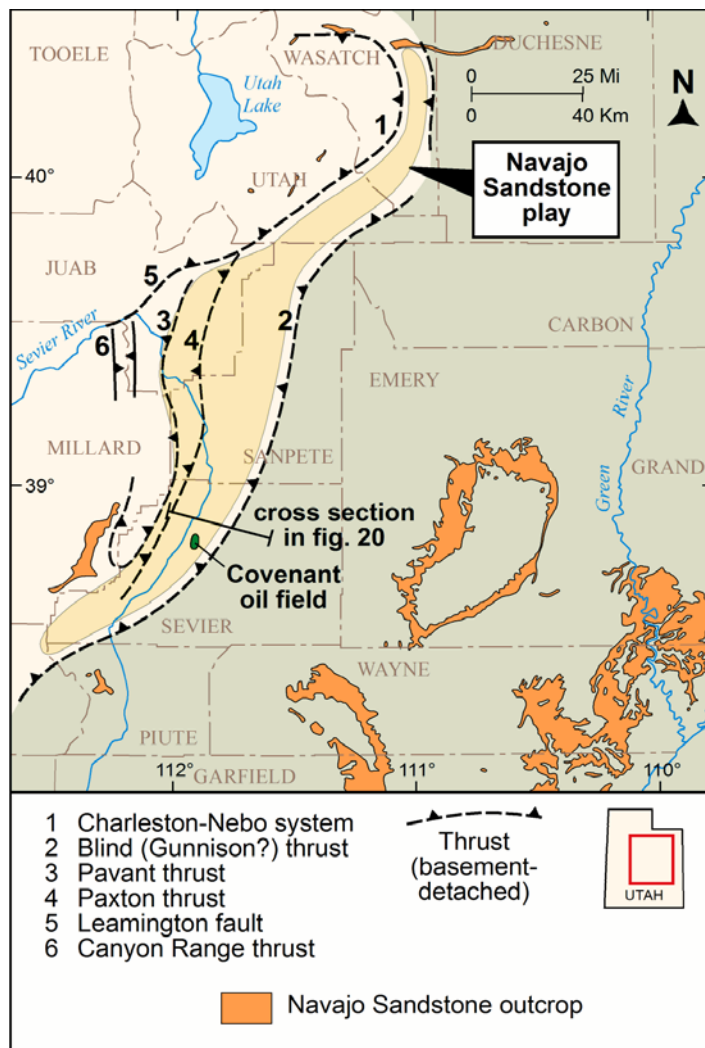 TOOELE
WASATCH
DUCHESNE
Utah
Lake
0 25 Mi
0 40 Km
N
1
40°
UTAH
Navajo
Sandstone
play
JUAB
5
3
4
2
Sevier River
6
CARBON
EMERY
Green River
MILLARD
SANPETE
GRAND
39°
cross section
in fig. 20
Covenant
oil field
SEVIER
WAYNE
PIUTE
GARFIELD
112°
111°
110°
1 Charleston-Nebo system
2 Blind (Gunnison?) thrust
3 Pavant thrust
4 Paxton thrust
5 Leamington fault
6 Canyon Range thrust
Thrust
(basement-
detached)
UTAH
Navajo Sandstone outcrop